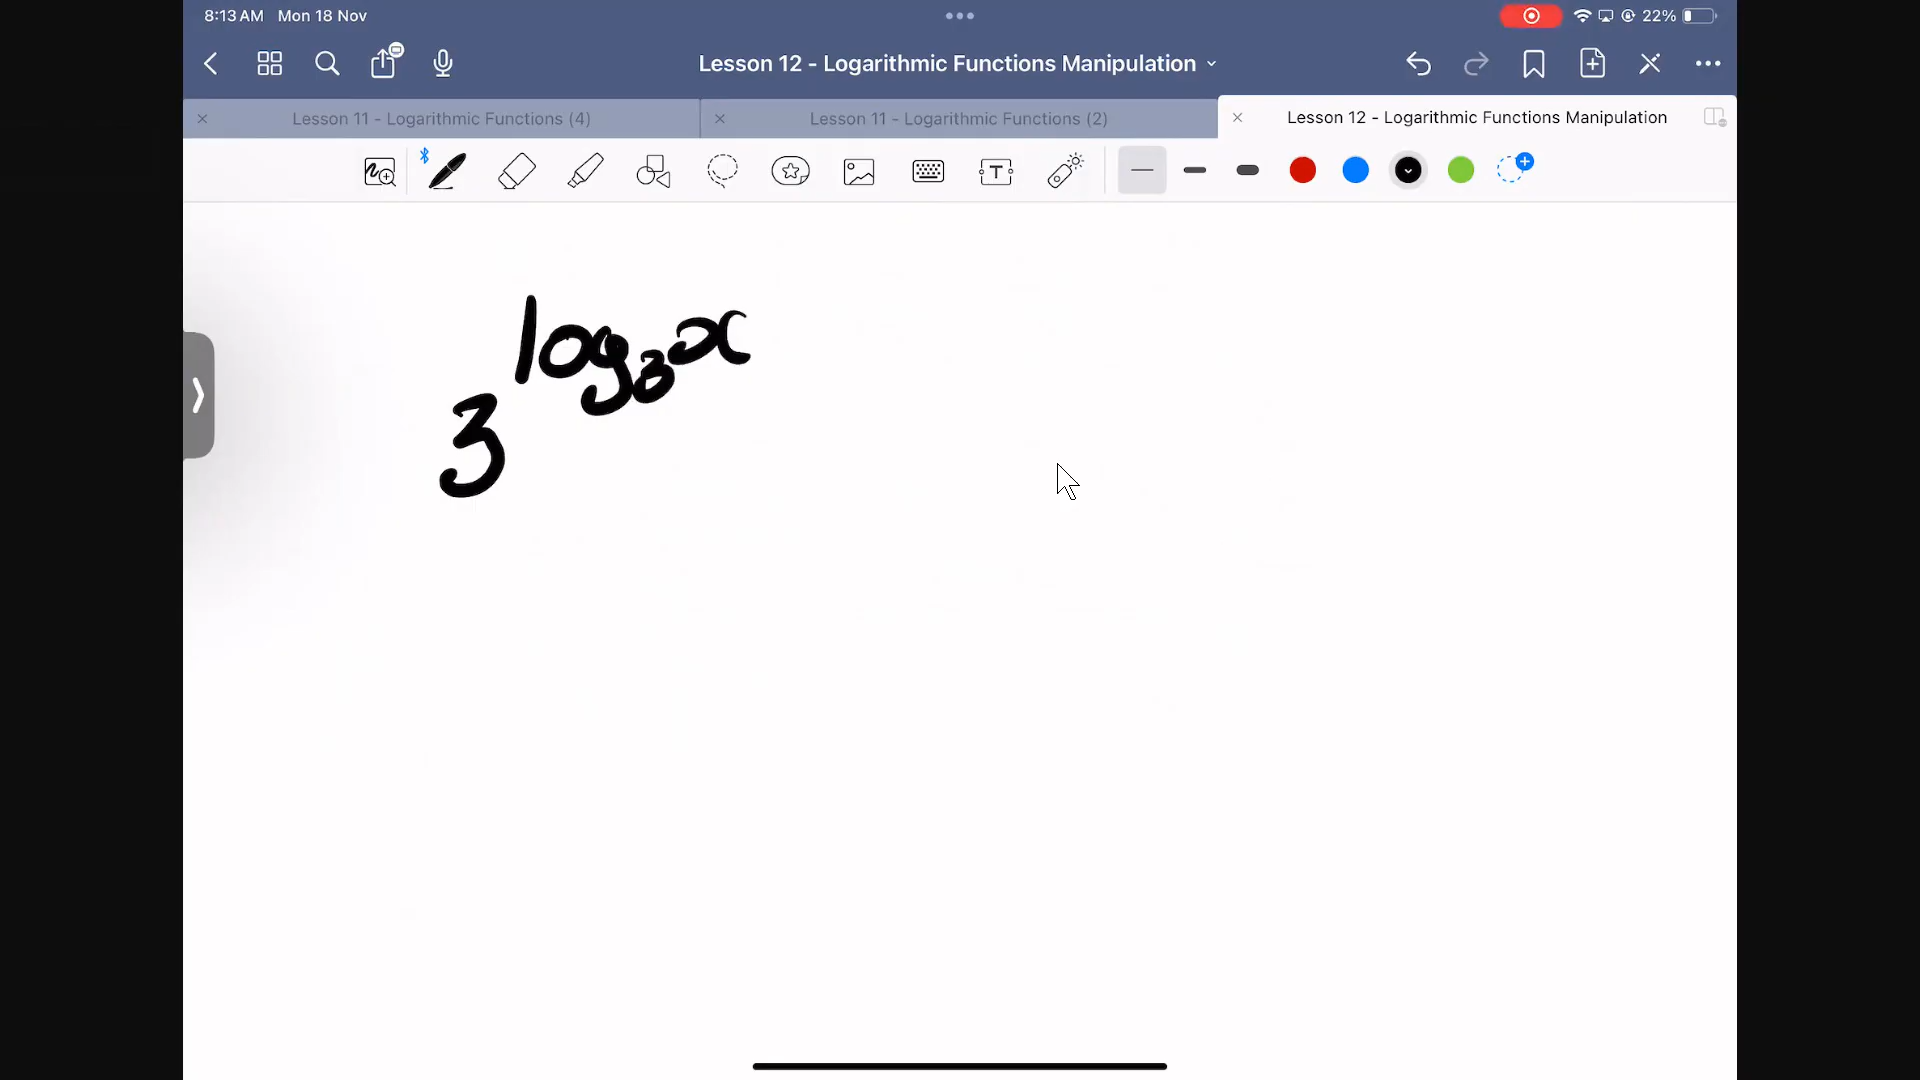 8:13 AM Mon 18 Nov 22%
Lesson 12 - Logarithmic Functions Manipulation
Lesson 11 - Logarithmic Functions (4) Lesson 11 - Logarithmic Functions (2) Lesson 12 - Logarithmic Functions Manipulation
T
3^{log_3 x}